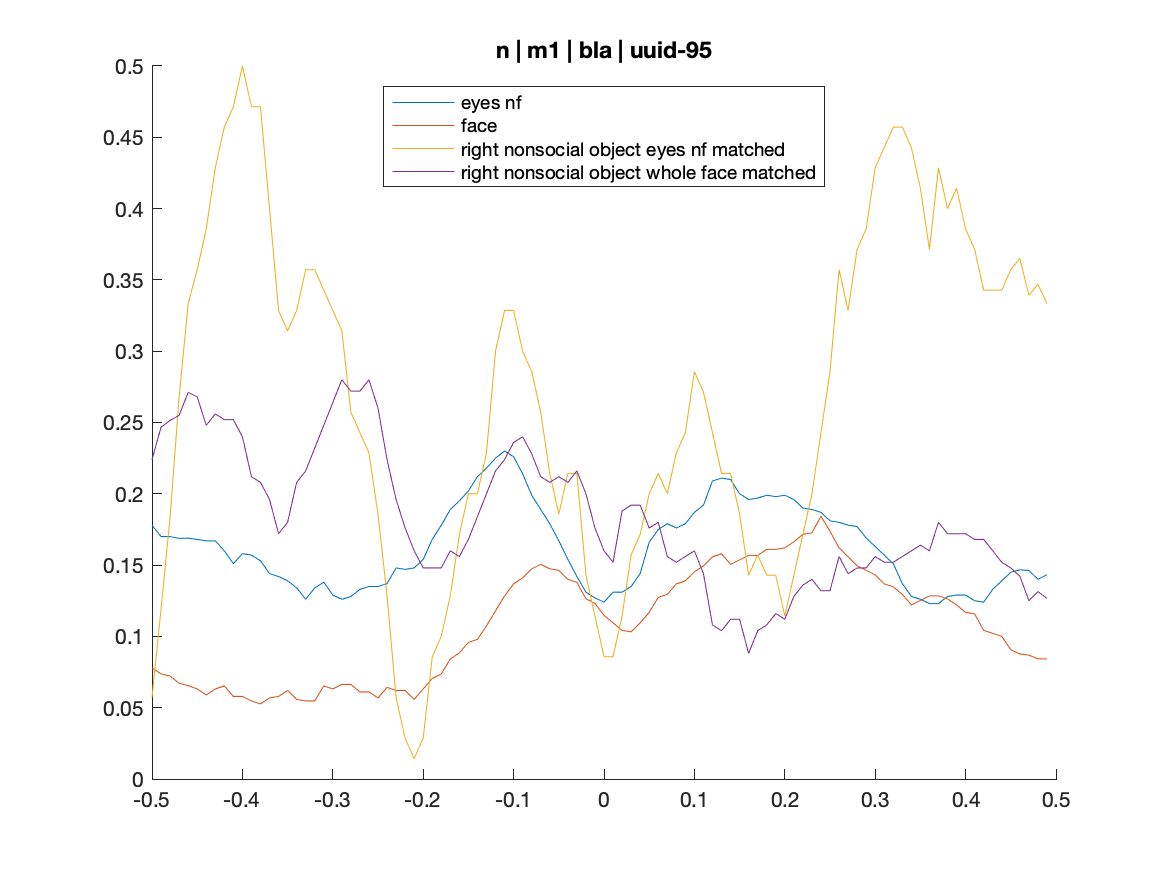 n | m1 | bla | uuid-95
eyes nf
face
right nonsocial object eyes nf matched
right nonsocial object whole face matched
0.5
0.45
0.4
0.35
0.3
0.25
0.2
0.15
0.1
0.05
0
-0.5 -0.4 -0.3 -0.2 -0.1 0 0.1 0.2 0.3 0.4 0.5